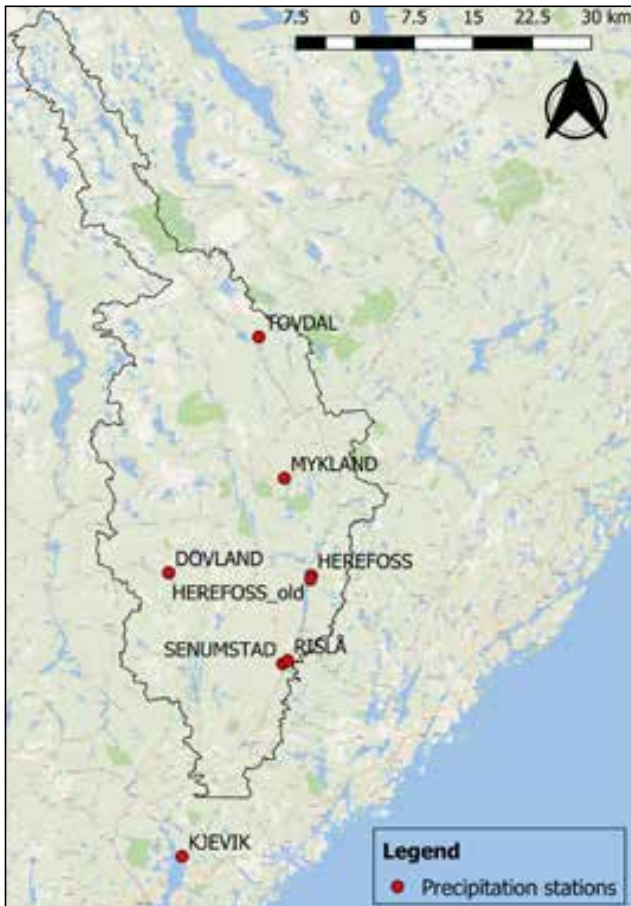 7.5 0 7.5 15 22.5 30 km
TOVDAL
MYKLAND
DOVLAND
HEREFOSS
HEREFOSS_old
SENUMSTAD
RISLÅ
KJEVIK
Legend
Precipitation stations